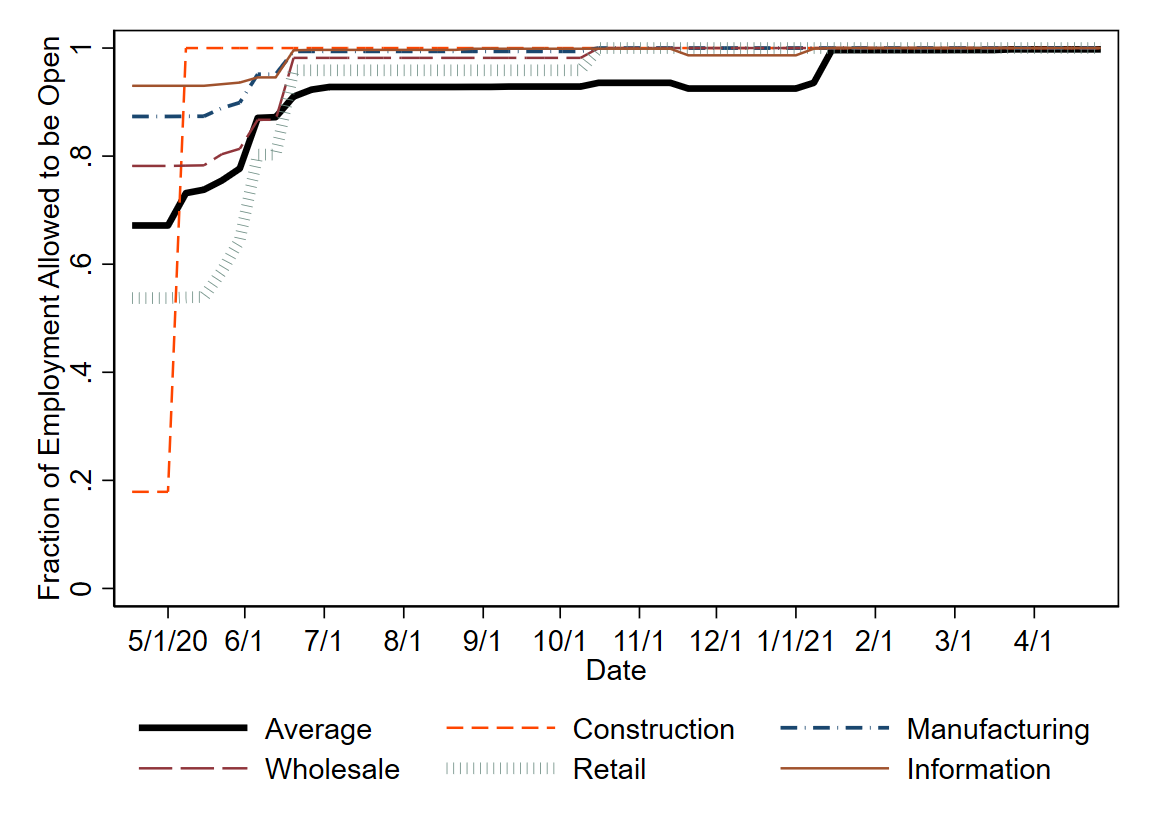 Fraction of Employment Allowed to be Open
1
.8
.6
.4
.2
0
5/1/20 6/1 7/1 8/1 9/1 10/1 11/1 12/1 1/1/21 2/1 3/1 4/1
Date
Average Construction Manufacturing
Wholesale Retail Information